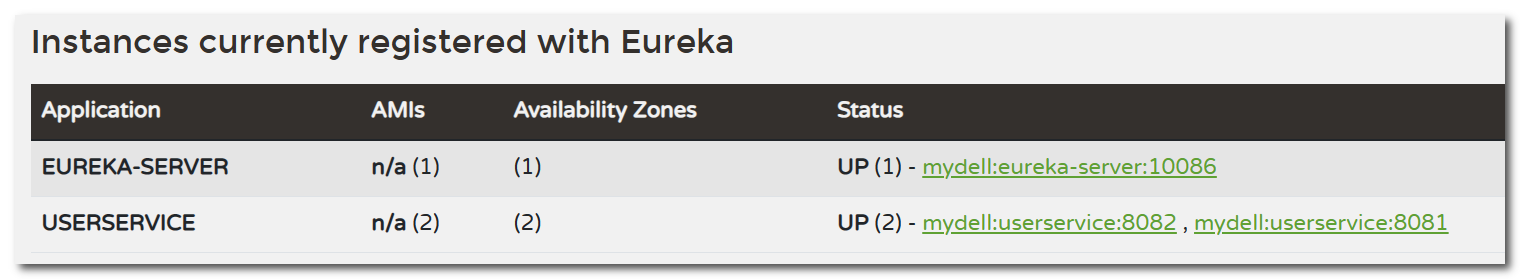 Instances currently registered with Eureka
Application AMIs Availability Zones Status
EUREKA-SERVER n/a (1) (1) UP (1) - mydell:eureka-server:10086
USERSERVICE n/a (2) (2) UP (2) - mydell:userservice:8082 , mydell:userservice:8081